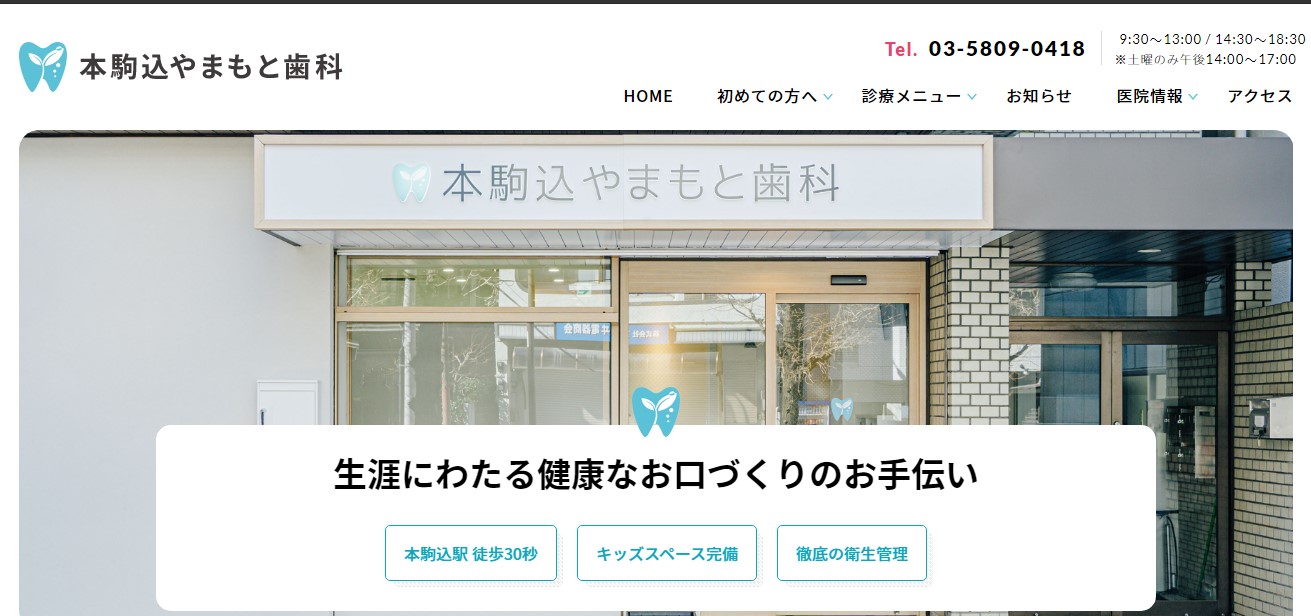 本駒込やまもと歯科
Tel. 03-5809-0418
9:30～13:00 / 14:30～18:30
※土曜のみ午後14:00～17:00
HOME 初めての方へ 診療メニュー お知らせ 医院情報 アクセス
本駒込やまもと歯科
生涯にわたる健康なお口づくりのお手伝い
本駒込駅 徒歩30秒 キッズスペース完備 徹底の衛生管理